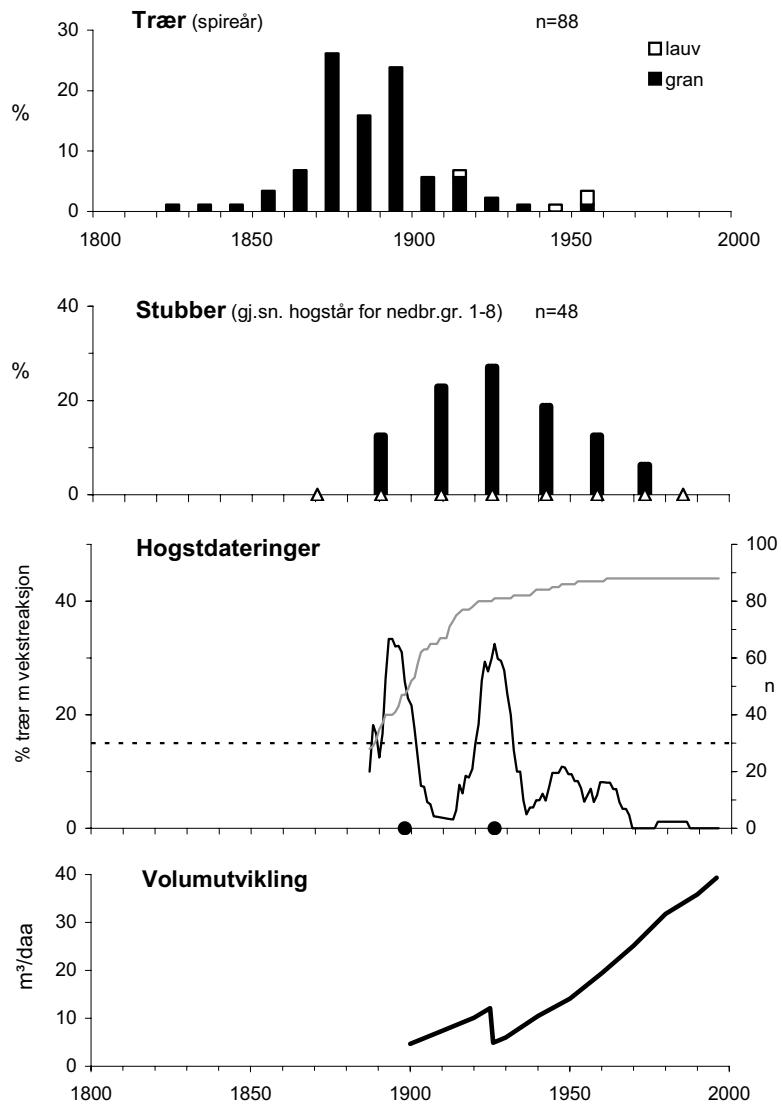 Trær (spireår) n=88
lauv
gran
30
20
%
10
0
1800 1850 1900 1950 2000
Stubber (gj.sn. hogstår for nedbr.gr. 1-8) n=48
40
%
20
0
Hogstdateringer
% trær m vekstreaksjon
40
20
0
100
80
60
n
40
20
0
Volumutvikling
m³/daa
40
30
20
10
0
1800 1850 1900 1950 2000